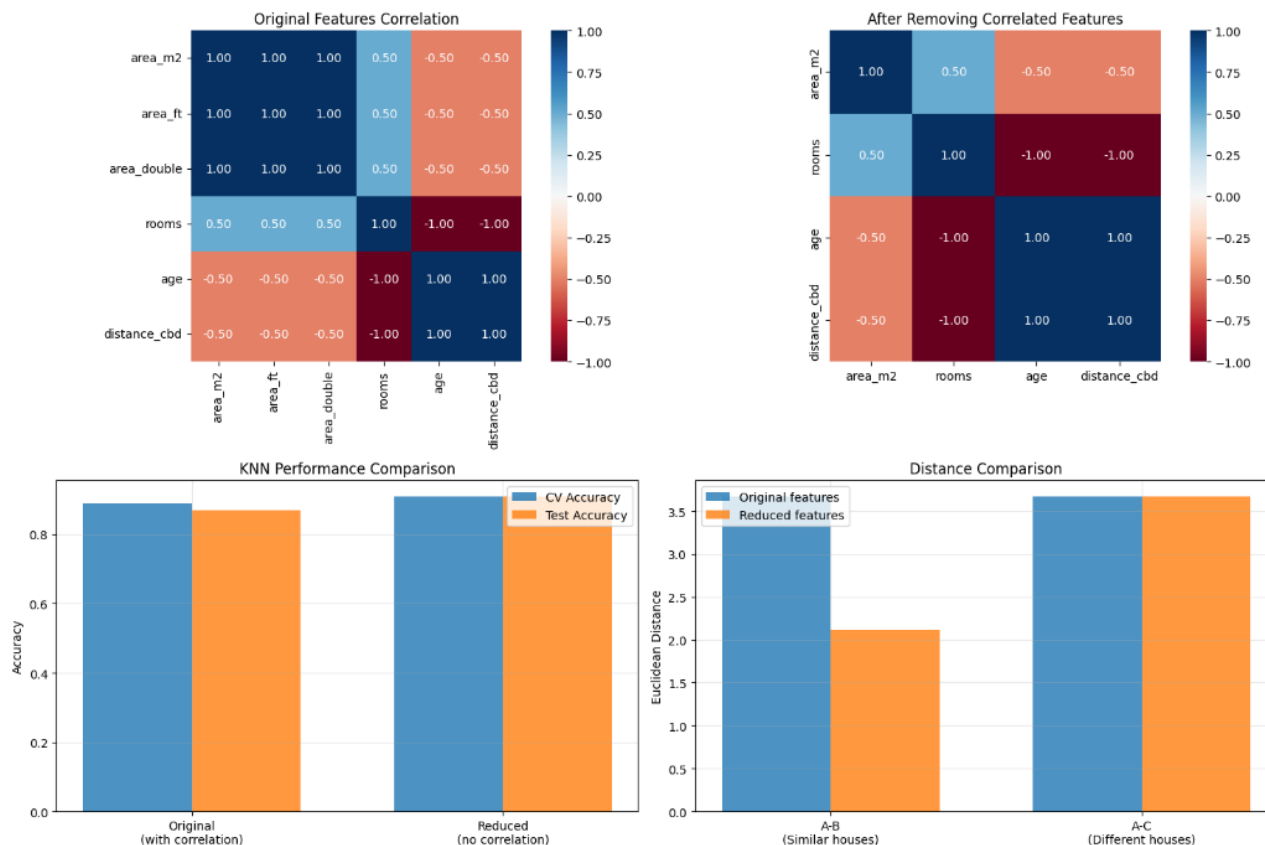 Original Features Correlation
area_m2 1.00 1.00 1.00 0.50 -0.50 -0.50
area_ft 1.00 1.00 1.00 0.50 -0.50 -0.50
area_double 1.00 1.00 1.00 0.50 -0.50 -0.50
rooms 0.50 0.50 0.50 1.00 -1.00 -1.00
age -0.50 -0.50 -0.50 -1.00 1.00 1.00
distance_cbd -0.50 -0.50 -0.50 -1.00 1.00 1.00
area_m2 area_ft area_double rooms age distance_cbd
1.00
0.75
0.50
0.25
0.00
−0.25
−0.50
−0.75
−1.00
After Removing Correlated Features
area_m2 1.00 0.50 -0.50 -0.50
rooms 0.50 1.00 -1.00 -1.00
age -0.50 -1.00 1.00 1.00
distance_cbd -0.50 -1.00 1.00 1.00
area_m2 rooms age distance_cbd
1.00
0.75
0.50
0.25
0.00
−0.25
−0.50
−0.75
−1.00
KNN Performance Comparison
CV Accuracy
Test Accuracy
Accuracy
0.8
0.6
0.4
0.2
0.0
Original Reduced
(with correlation) (no correlation)
Distance Comparison
Original features
Reduced features
Euclidean Distance
3.5
3.0
2.5
2.0
1.5
1.0
0.5
0.0
A-B A-C
(Similar houses) (Different houses)